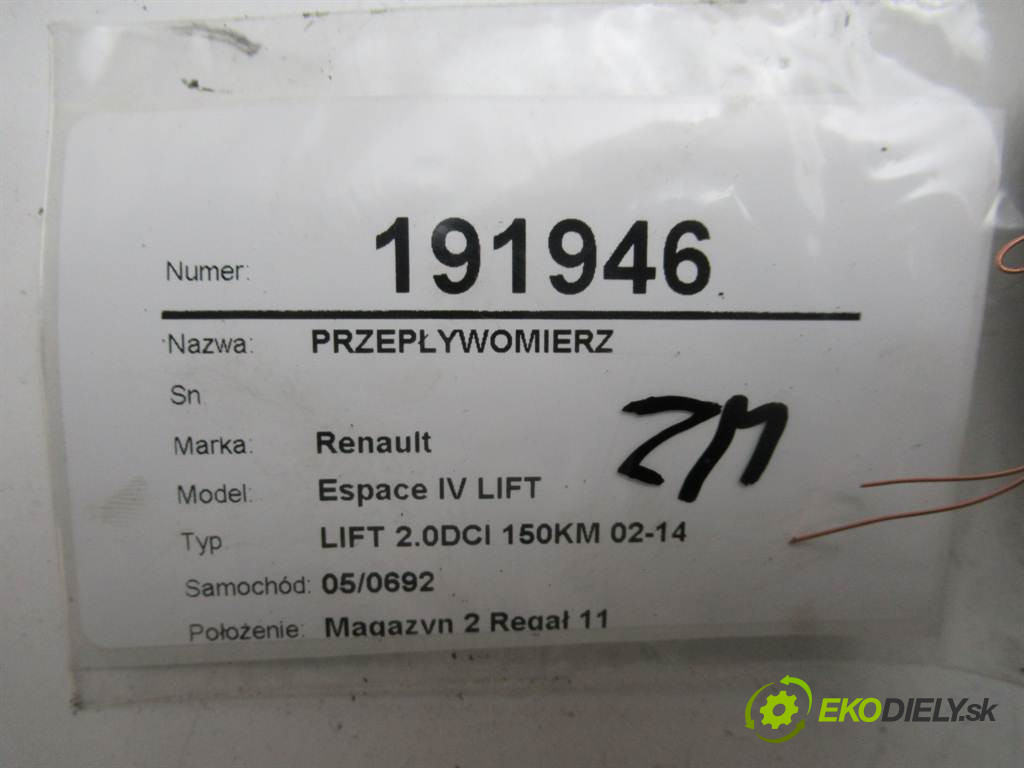 Numer: 191946
Nazwa: PRZEPŁYWOMIERZ
Sn
Marka: Renault
Model: Espace IV LIFT
Typ LIFT 2.0DCI 150KM 02-14
Samochód: 05/0692
Położenie: Magazyn 2 Regał 11
ZM
EKODIELY.sk